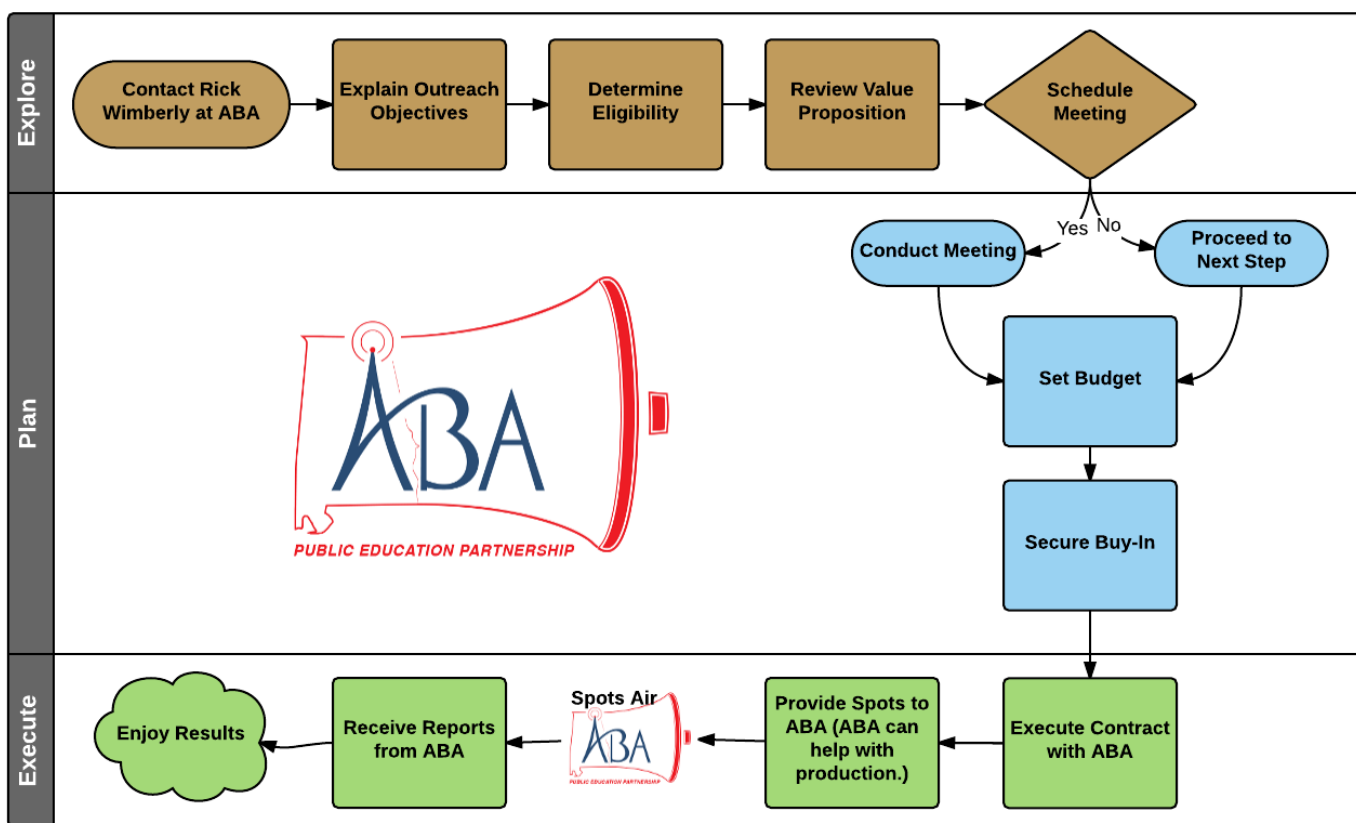 Explore
Contact Rick
Wimberly at ABA
Explain Outreach
Objectives
Determine
Eligibility
Review Value
Proposition
Schedule
Meeting
Plan
Yes
No
Conduct Meeting
Proceed to
Next Step
Set Budget
ABA
PUBLIC EDUCATION PARTNERSHIP
Secure Buy-In
Execute
Enjoy Results
Receive Reports
from ABA
Spots Air
ABA
PUBLIC EDUCATION PARTNERSHIP
Provide Spots to
ABA (ABA can
help with
production.)
Execute Contract
with ABA